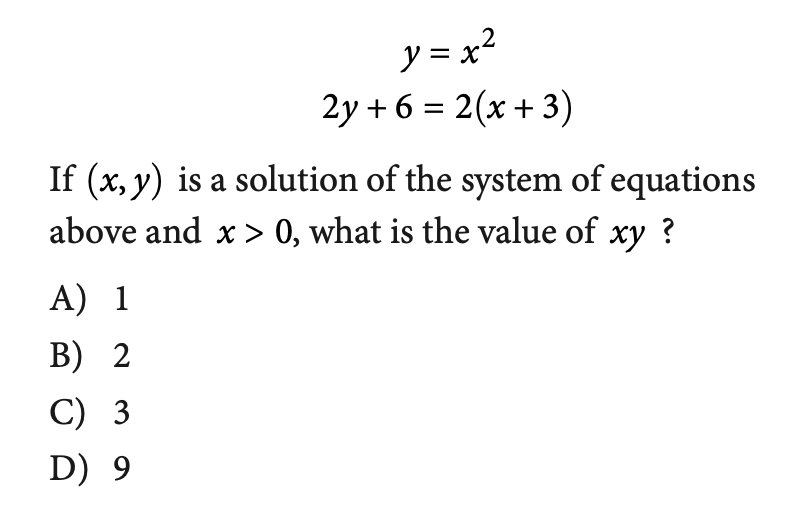 y = x²
2y + 6 = 2(x + 3)
If (x, y) is a solution of the system of equations
above and x > 0, what is the value of xy ?
A) 1
B) 2
C) 3
D) 9